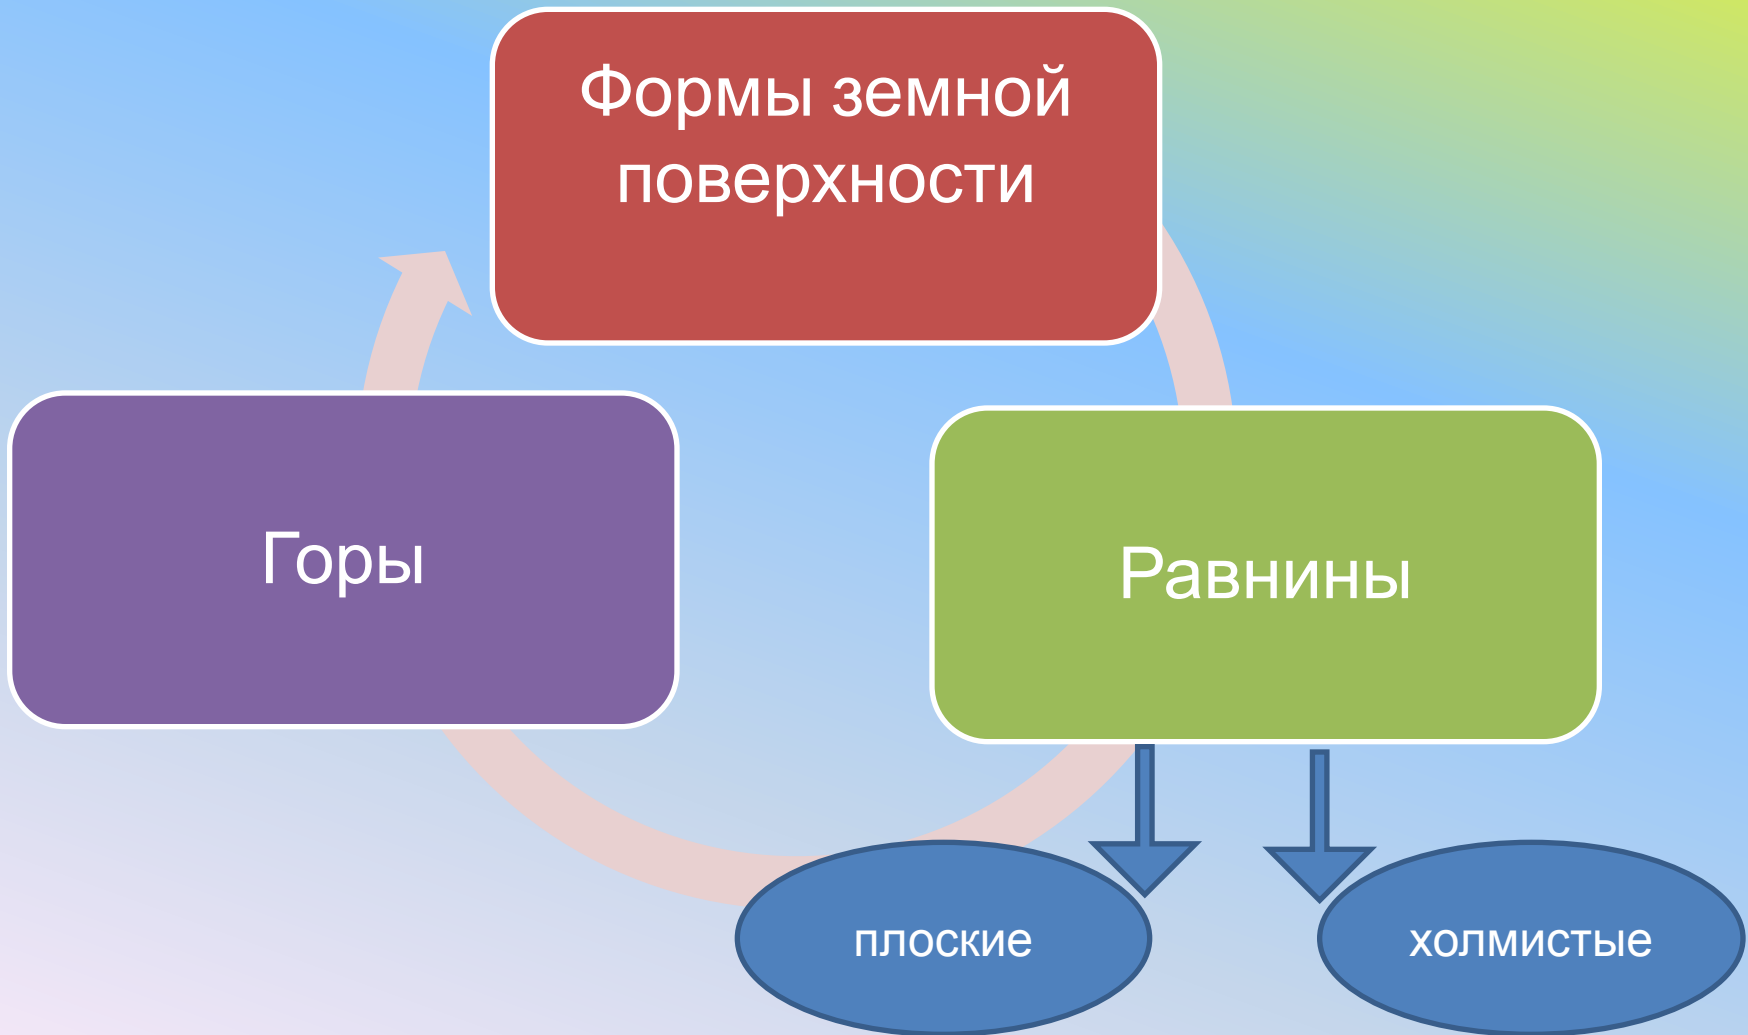 Формы земной
поверхности
Горы
Равнины
плоские
холмистые